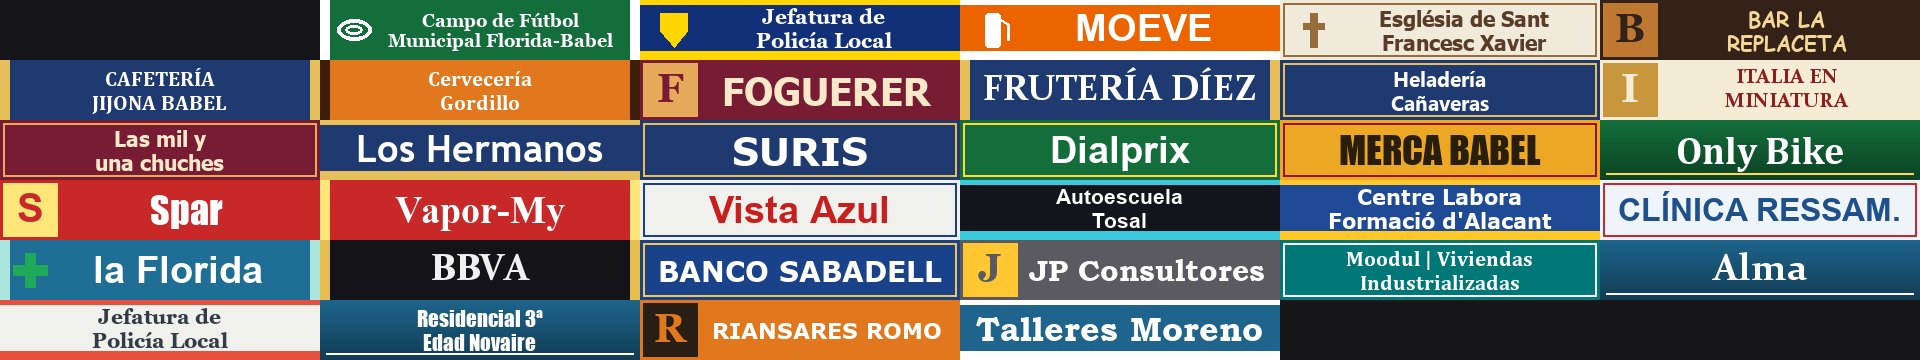 Campo de Fútbol
Municipal Florida-Babel
Jefatura de
Policía Local
MOEVE
Església de Sant
Francesc Xavier
B
BAR LA
REPLACETA
CAFETERÍA
JIJONA BABEL
Cervecería
Gordillo
F
FOGUERER
FRUTERÍA DÍEZ
Heladería
Cañaveras
I
ITALIA EN
MINIATURA
Las mil y
una chuches
Los Hermanos
SURIS
Dialprix
MERCA BABEL
Only Bike
S
Spar
Vapor-My
Vista Azul
Autoescuela
Tosal
Centre Labora
Formació d'Alacant
CLÍNICA RESSAM.
la Florida
BBVA
BANCO SABADELL
J
JP Consultores
Moodul | Viviendas
Industrializadas
Alma
Jefatura de
Policía Local
Residencial 3ª
Edad Novaire
R
RIANSARES ROMO
Talleres Moreno